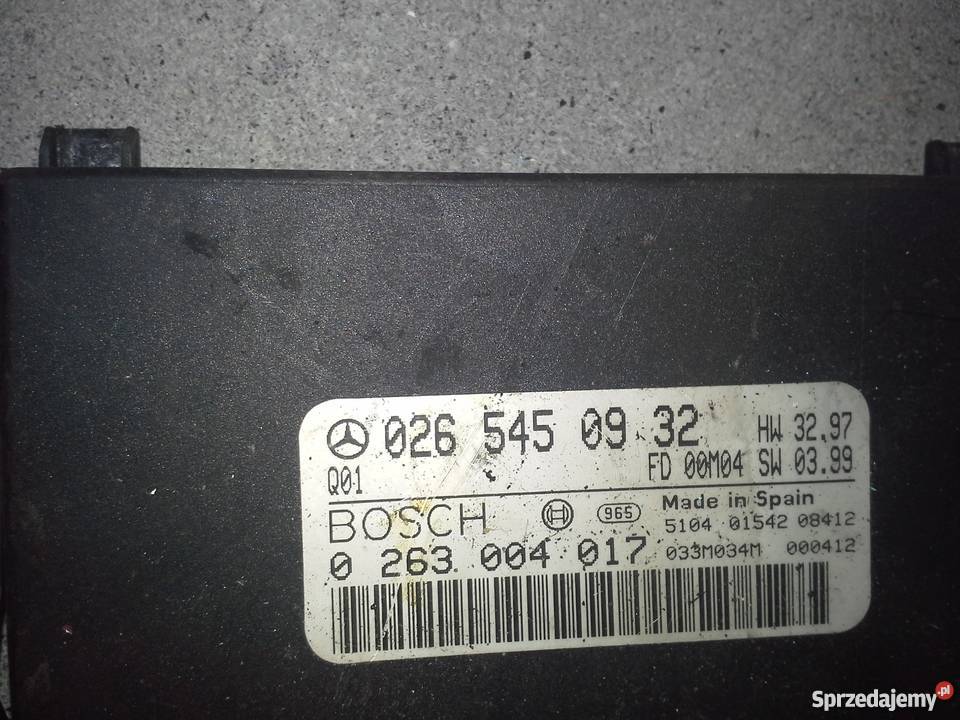 026 545 09 32 HW 32.97
Q01 FD 00M04 SW 03.99
BOSCH 965 Made in Spain
5104 01542 08412
0 263 004 017 033M034M 000412
Sprzedajemy.pl